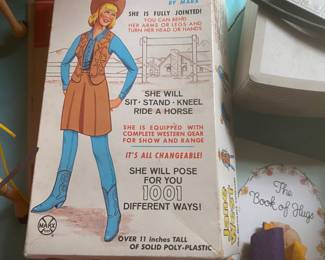 BY MARX
SHE IS FULLY JOINTED!
YOU CAN BEND
HER ARMS OR LEGS AND
TURN HER HEAD OR HANDS
SHE WILL
SIT · STAND · KNEEL
RIDE A HORSE
SHE IS EQUIPPED WITH
COMPLETE WESTERN GEAR
FOR SHOW AND RANGE
IT'S ALL CHANGEABLE!
SHE WILL POSE
FOR YOU
1001
DIFFERENT WAYS!
MARX
OVER 11 inches TALL
OF SOLID POLY-PLASTIC
The
Book of Hugs